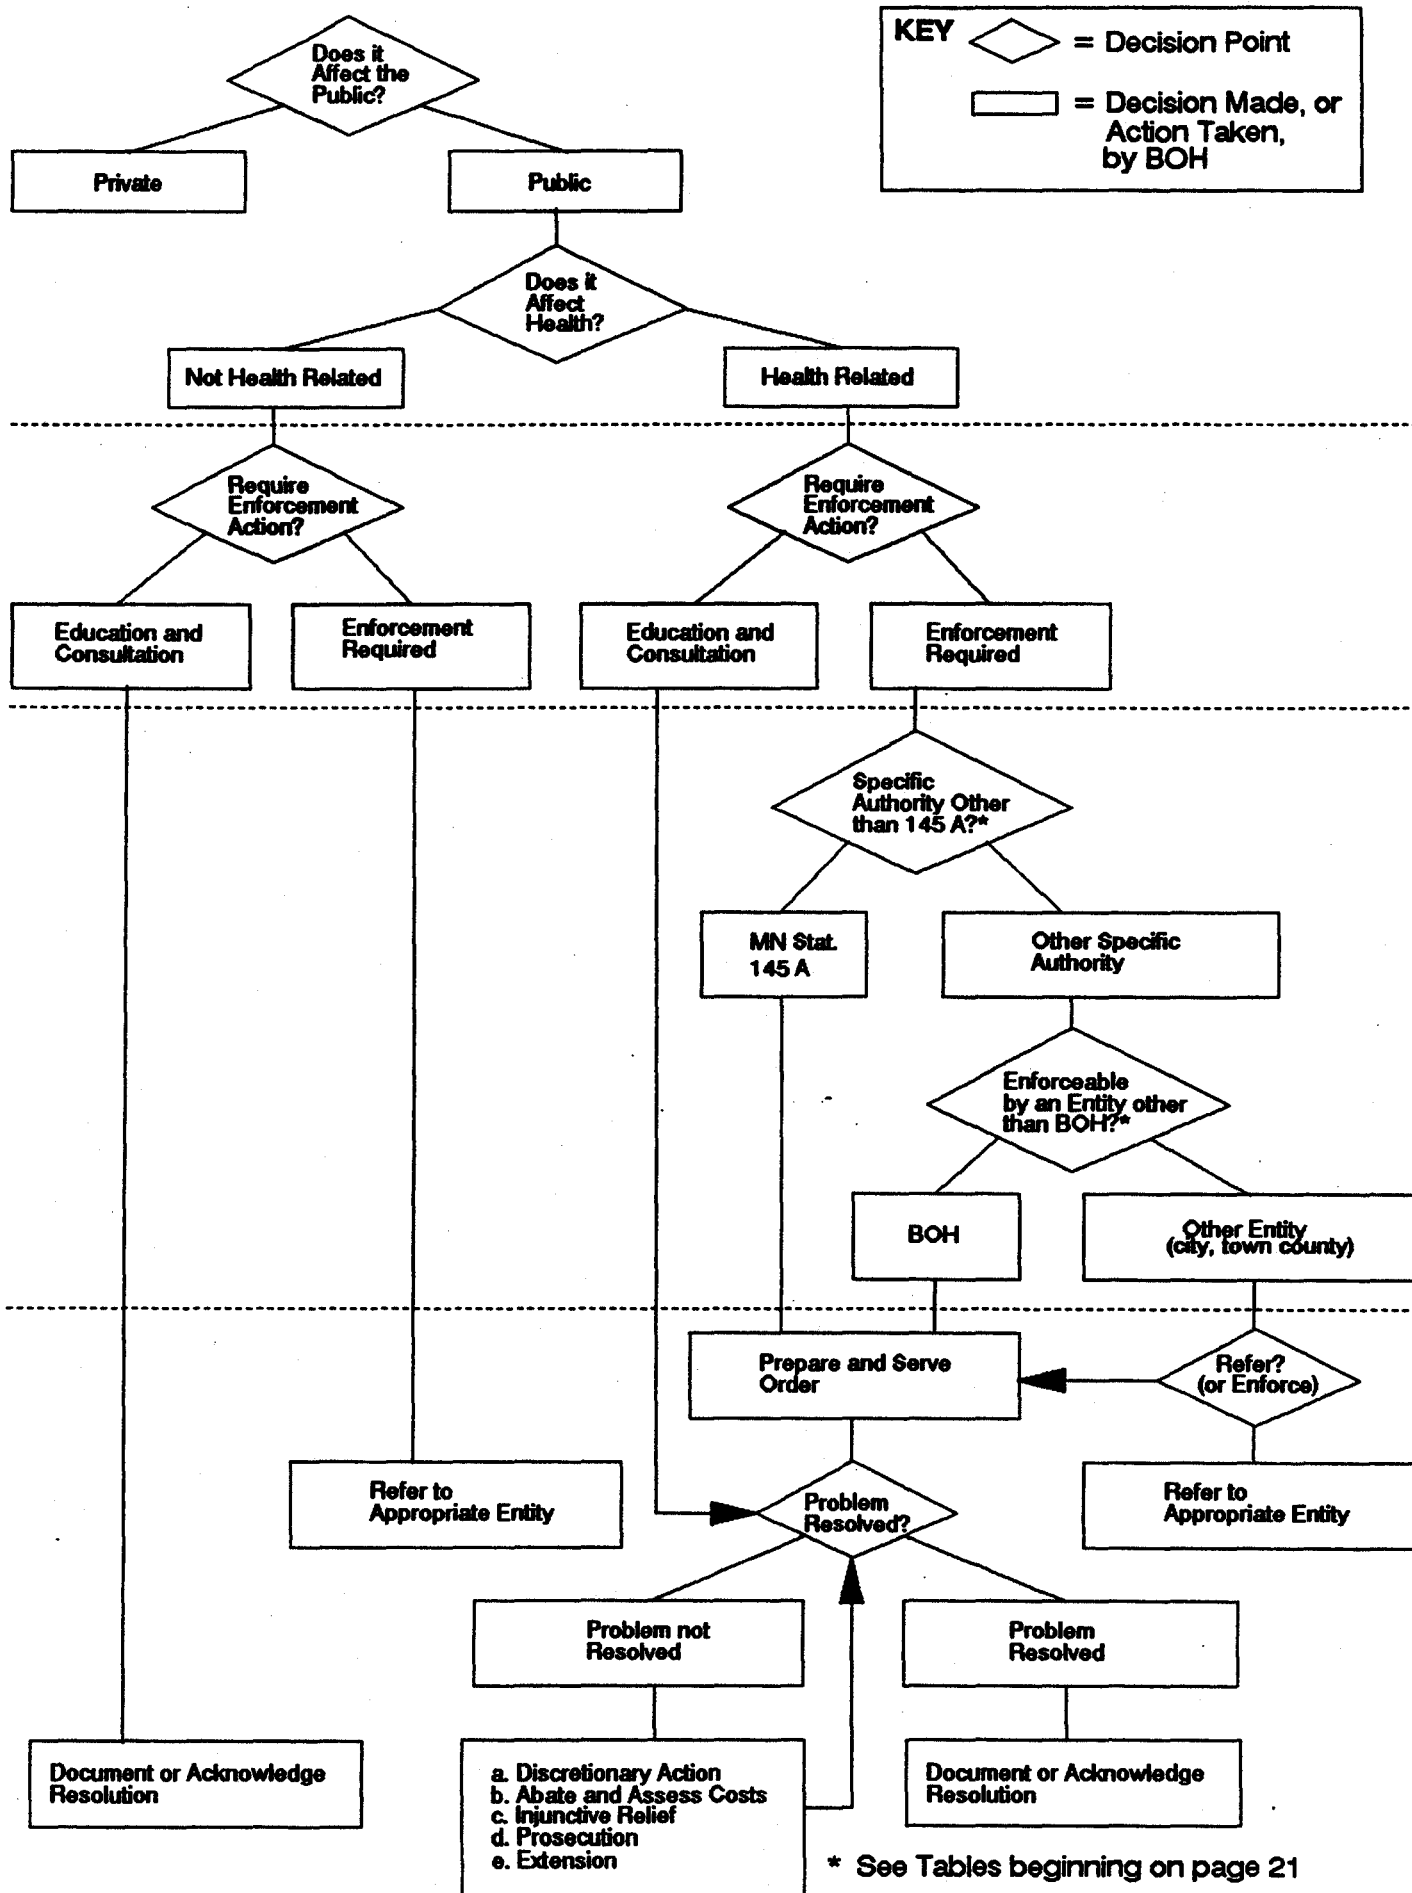 KEY
= Decision Point
= Decision Made, or
Action Taken,
by BOH
Does it
Affect the
Public?
Private
Public
Does it
Affect
Health?
Not Health Related
Health Related
Require
Enforcement
Action?
Require
Enforcement
Action?
Education and
Consultation
Enforcement
Required
Education and
Consultation
Enforcement
Required
Specific
Authority Other
than 145 A?*
MN Stat.
145 A
Other Specific
Authority
Enforceable
by an Entity other
than BOH?*
BOH
Other Entity
(city, town county)
Prepare and Serve
Order
Refer?
(or Enforce)
Refer to
Appropriate Entity
Problem
Resolved?
Refer to
Appropriate Entity
Problem not
Resolved
Problem
Resolved
Document or Acknowledge
Resolution
a. Discretionary Action
b. Abate and Assess Costs
c. Injunctive Relief
d. Prosecution
e. Extension
Document or Acknowledge
Resolution
* See Tables beginning on page 21